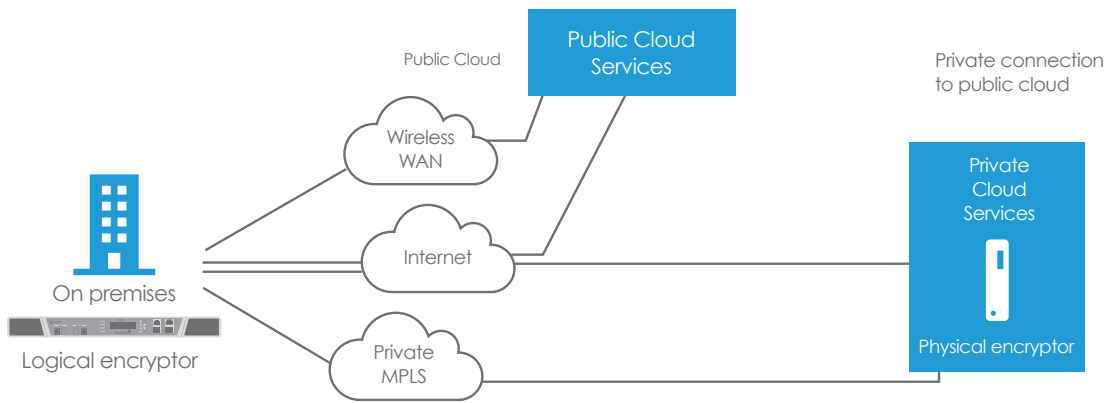 Public Cloud
Public Cloud
Services
Private connection
to public cloud
Wireless
WAN
Private
Cloud
Services
Internet
On premises
Logical encryptor
Private
MPLS
Physical encryptor